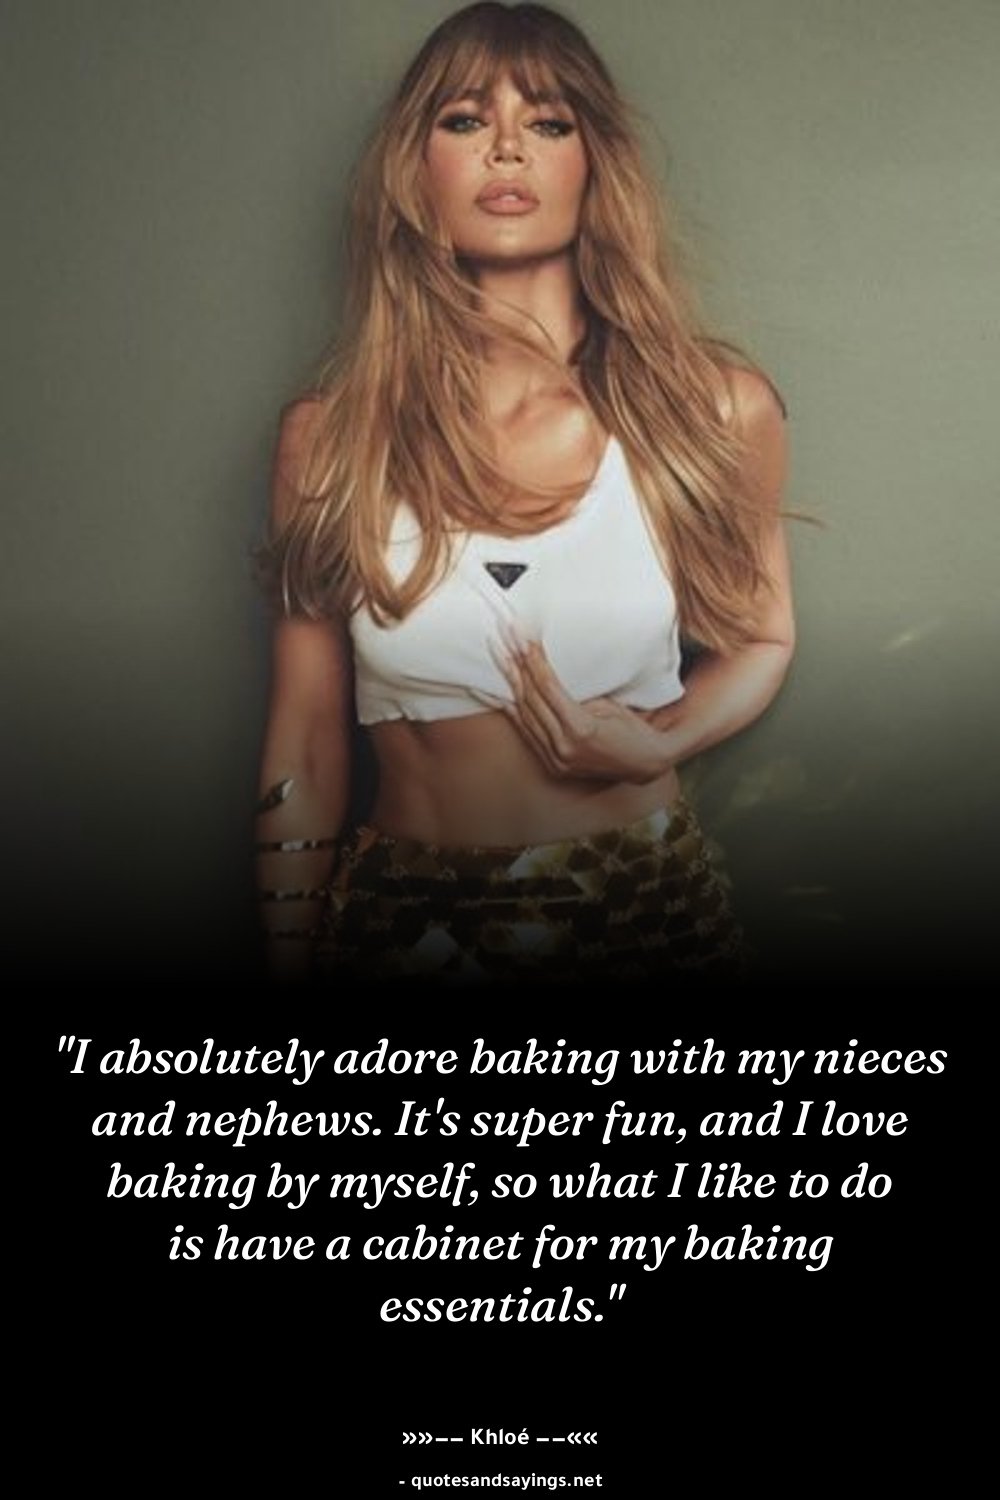 "I absolutely adore baking with my nieces
and nephews. It's super fun, and I love
baking by myself, so what I like to do
is have a cabinet for my baking
essentials."
»»−− Khloé −−««
- quotesandsayings.net